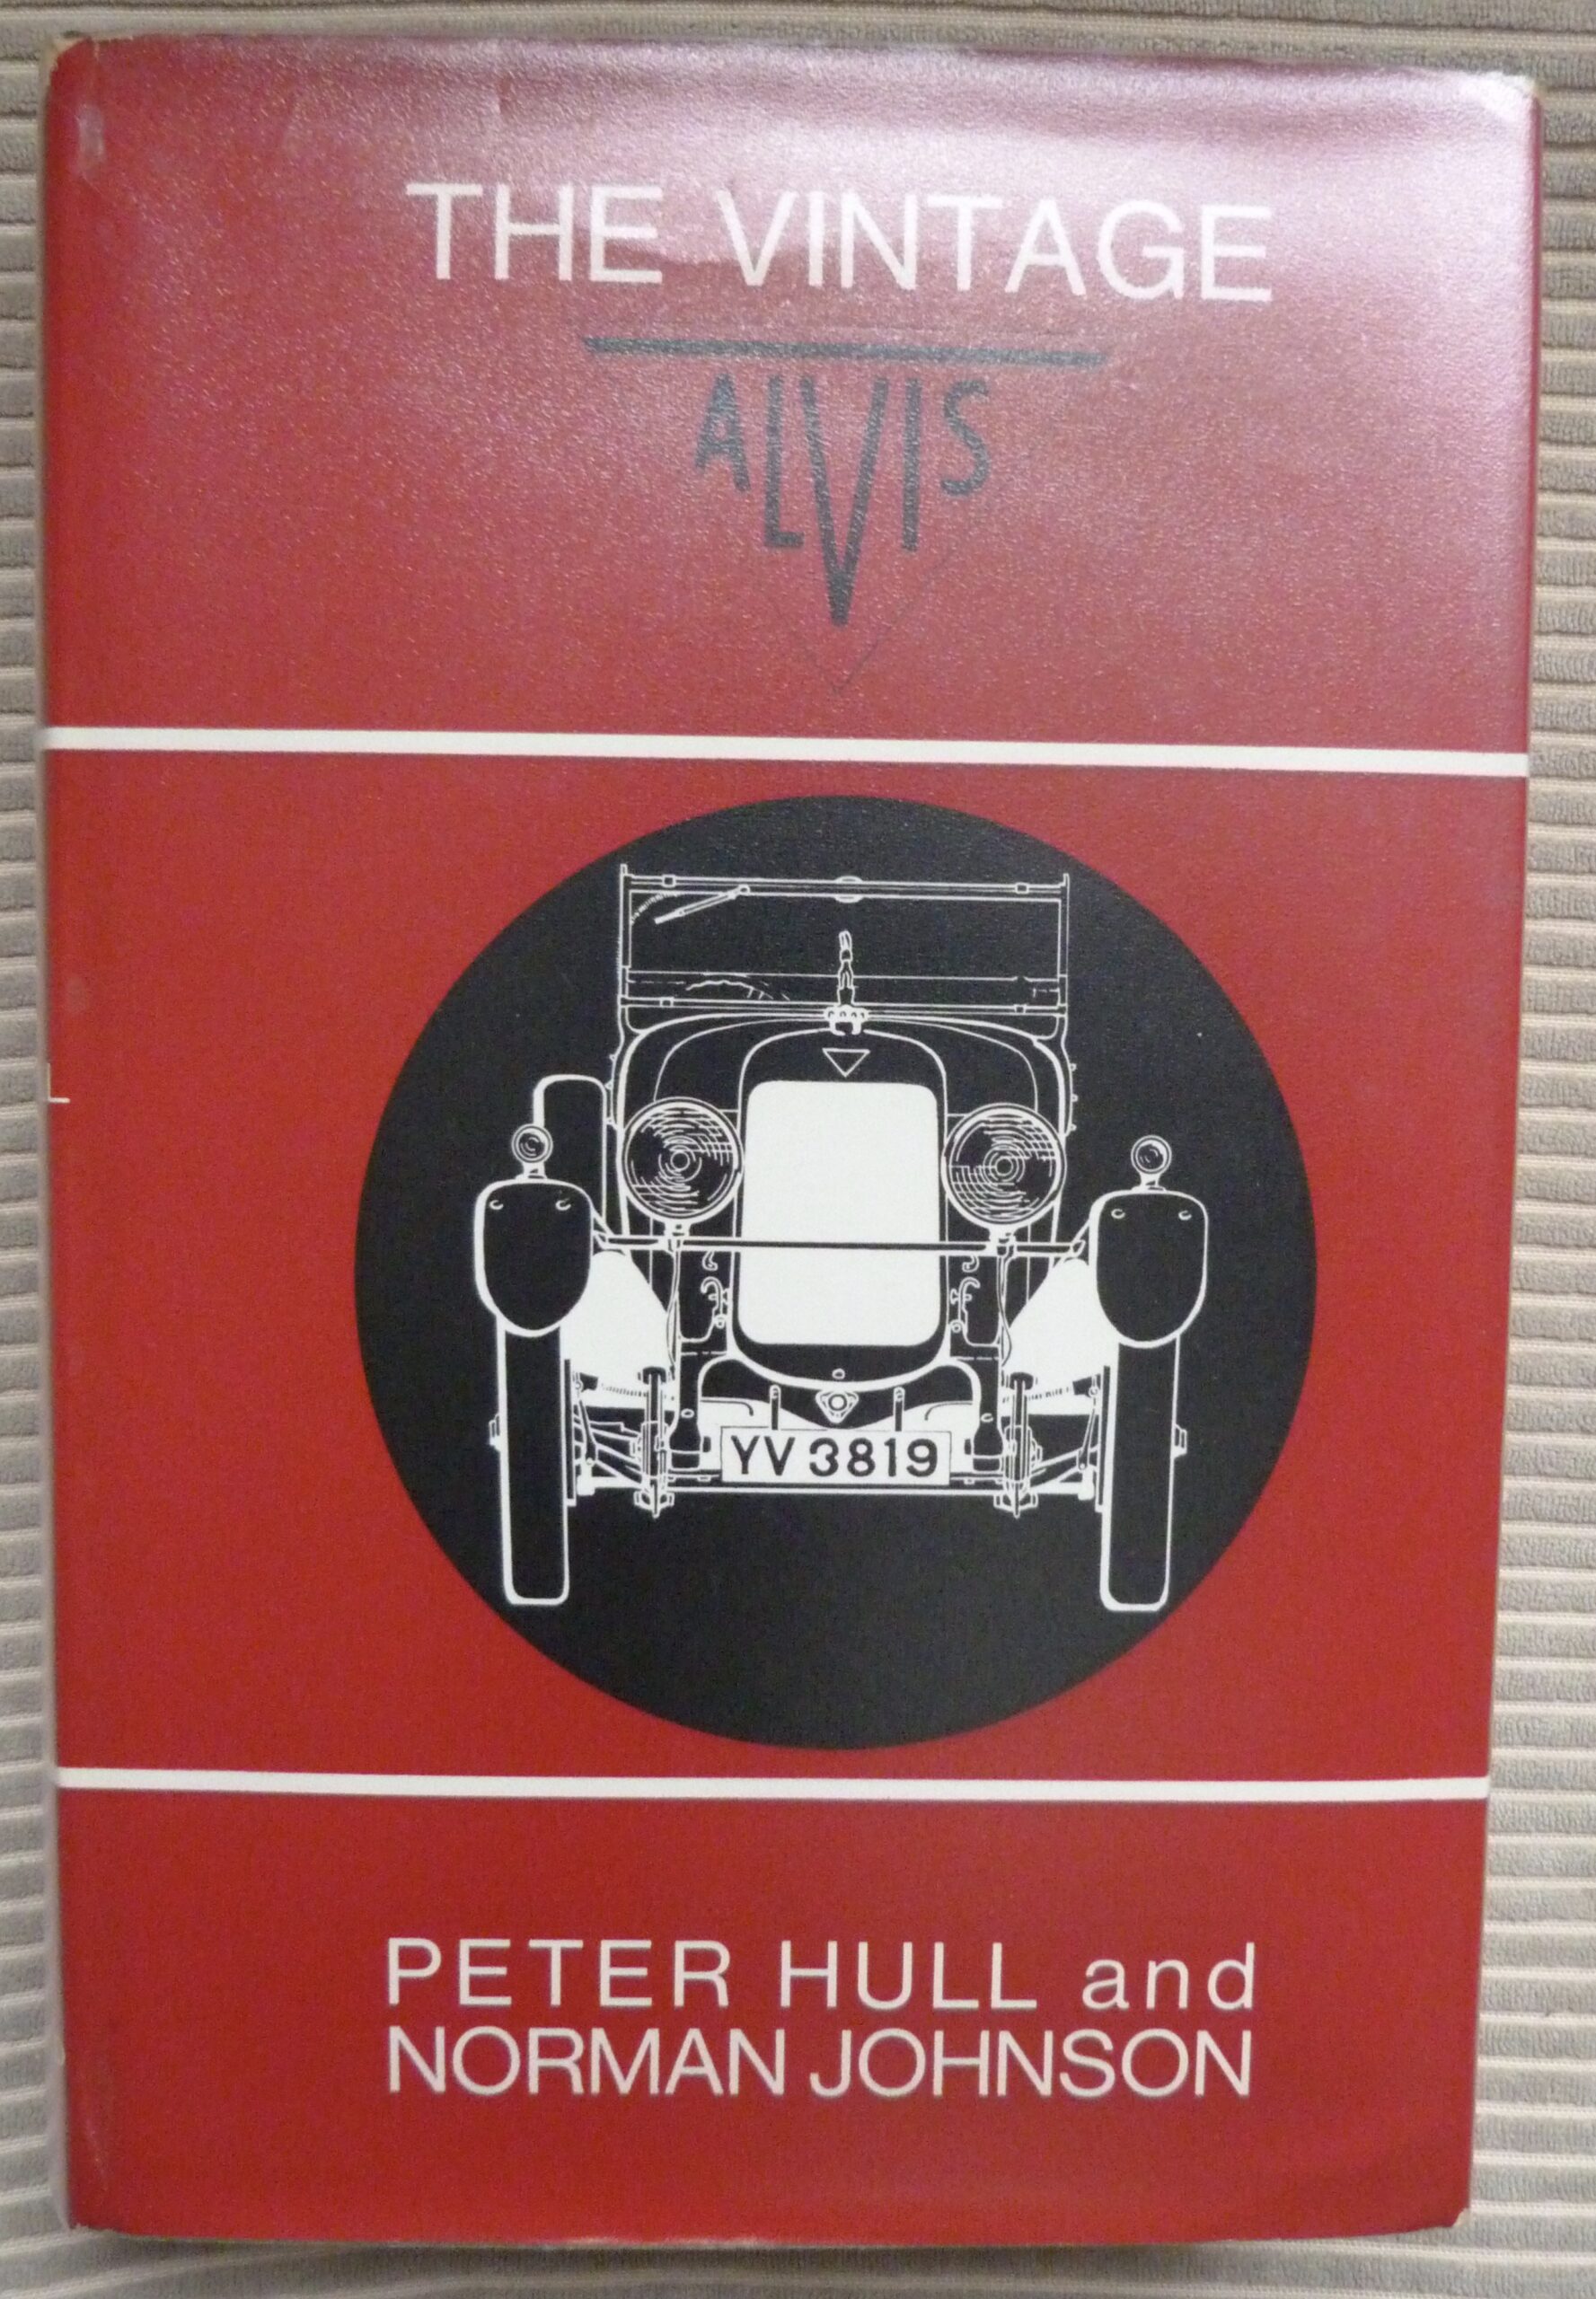 THE VINTAGE
ALVIS
YV 3819
PETER HULL and
NORMAN JOHNSON